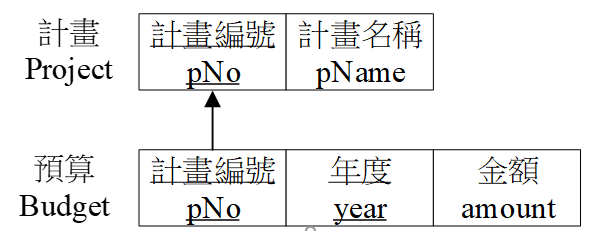 計畫 計畫編號 計畫名稱
Project pNo pName
預算 計畫編號 年度 金額
Budget pNo year amount